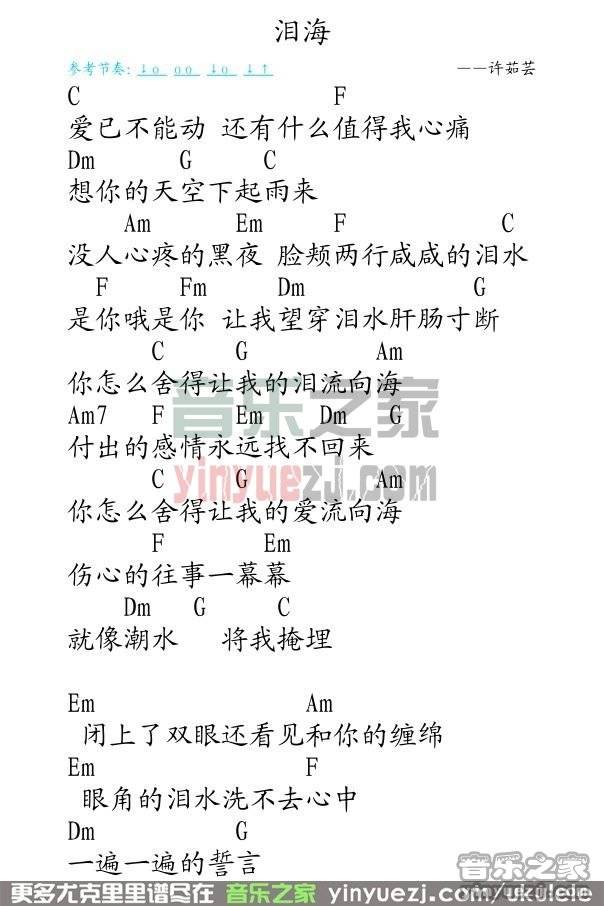 泪海
参考节奏: ↓o oo ↓o ↓↑ ——许茹芸
C F
爱已不能动 还有什么值得我心痛
Dm G C
想你的天空下起雨来
Am Em F C
没人心疼的黑夜 脸颊两行咸咸的泪水
F Fm Dm G
是你哦是你 让我望穿泪水肝肠寸断
C G Am
你怎么舍得让我的泪流向海
Am7 F Em Dm G
付出的感情永远找不回来
C G Am
你怎么舍得让我的爱流向海
F Em
伤心的往事一幕幕
Dm G C
就像潮水 将我掩埋
Em Am
闭上了双眼还看见和你的缠绵
Em F
眼角的泪水洗不去心中
Dm G
一遍一遍的誓言
音乐之家
yinyuezj.com
音乐之家
更多尤克里里谱尽在 音乐之家 yinyuezj.com-ukulele